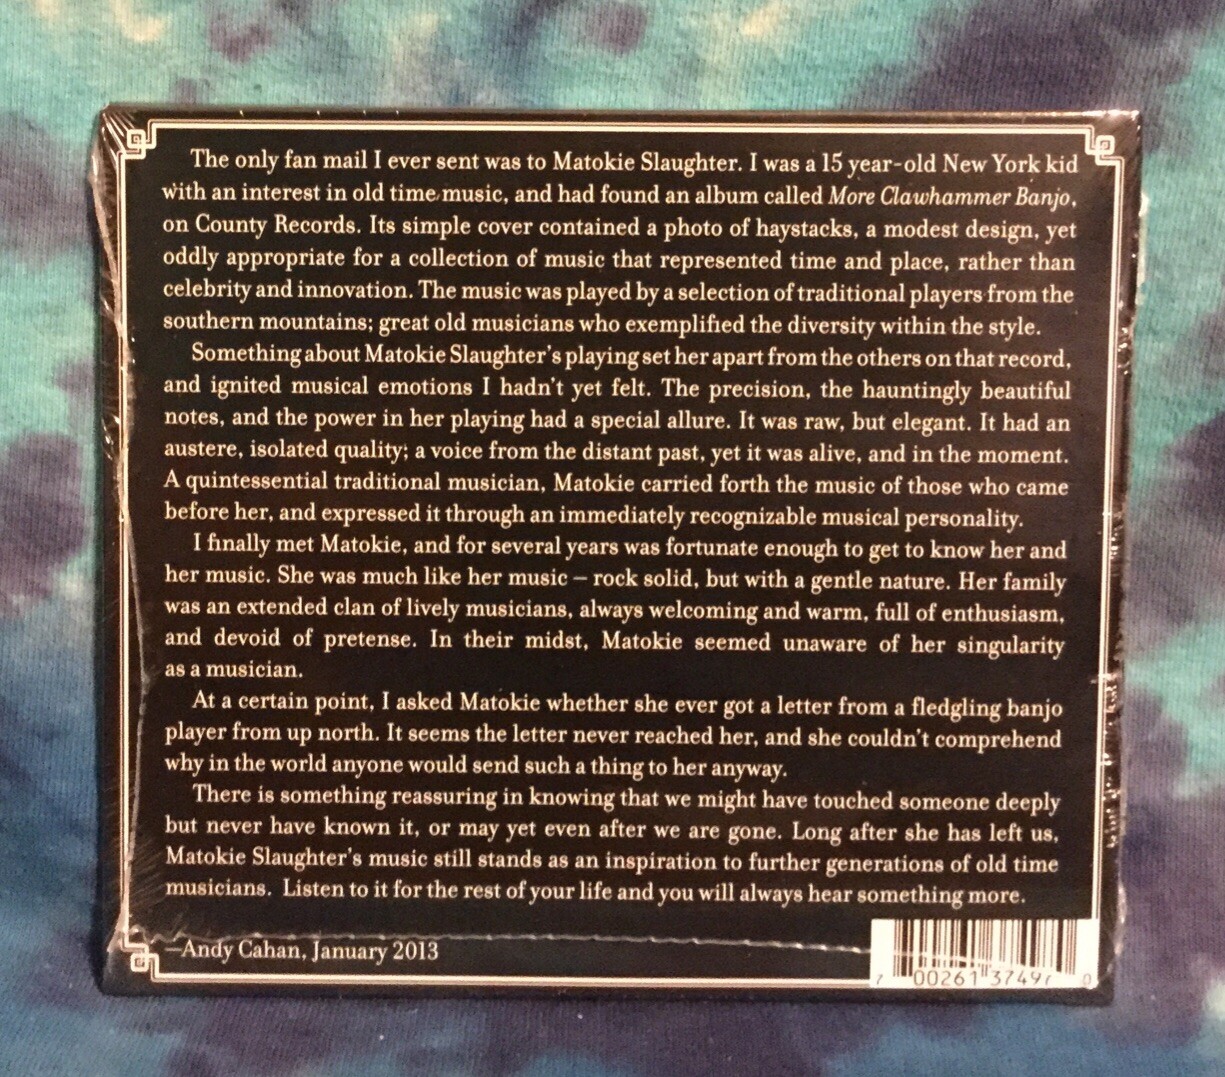 The only fan mail I ever sent was to Matokie Slaughter. I was a 15 year-old New York kid
with an interest in old time music, and had found an album called More Clawhammer Banjo,
on County Records. Its simple cover contained a photo of haystacks, a modest design, yet
oddly appropriate for a collection of music that represented time and place, rather than
celebrity and innovation. The music was played by a selection of traditional players from the
southern mountains; great old musicians who exemplified the diversity within the style.
Something about Matokie Slaughter's playing set her apart from the others on that record,
and ignited musical emotions I hadn't yet felt. The precision, the hauntingly beautiful
notes, and the power in her playing had a special allure. It was raw, but elegant. It had an
austere, isolated quality; a voice from the distant past, yet it was alive, and in the moment.
A quintessential traditional musician, Matokie carried forth the music of those who came
before her, and expressed it through an immediately recognizable musical personality.
I finally met Matokie, and for several years was fortunate enough to get to know her and
her music. She was much like her music – rock solid, but with a gentle nature. Her family
was an extended clan of lively musicians, always welcoming and warm, full of enthusiasm,
and devoid of pretense. In their midst, Matokie seemed unaware of her singularity
as a musician.
At a certain point, I asked Matokie whether she ever got a letter from a fledgling banjo
player from up north. It seems the letter never reached her, and she couldn't comprehend
why in the world anyone would send such a thing to her anyway.
There is something reassuring in knowing that we might have touched someone deeply
but never have known it, or may yet even after we are gone. Long after she has left us,
Matokie Slaughter's music still stands as an inspiration to further generations of old time
musicians. Listen to it for the rest of your life and you will always hear something more.
—Andy Cahan, January 2013
7 00261 37497 0